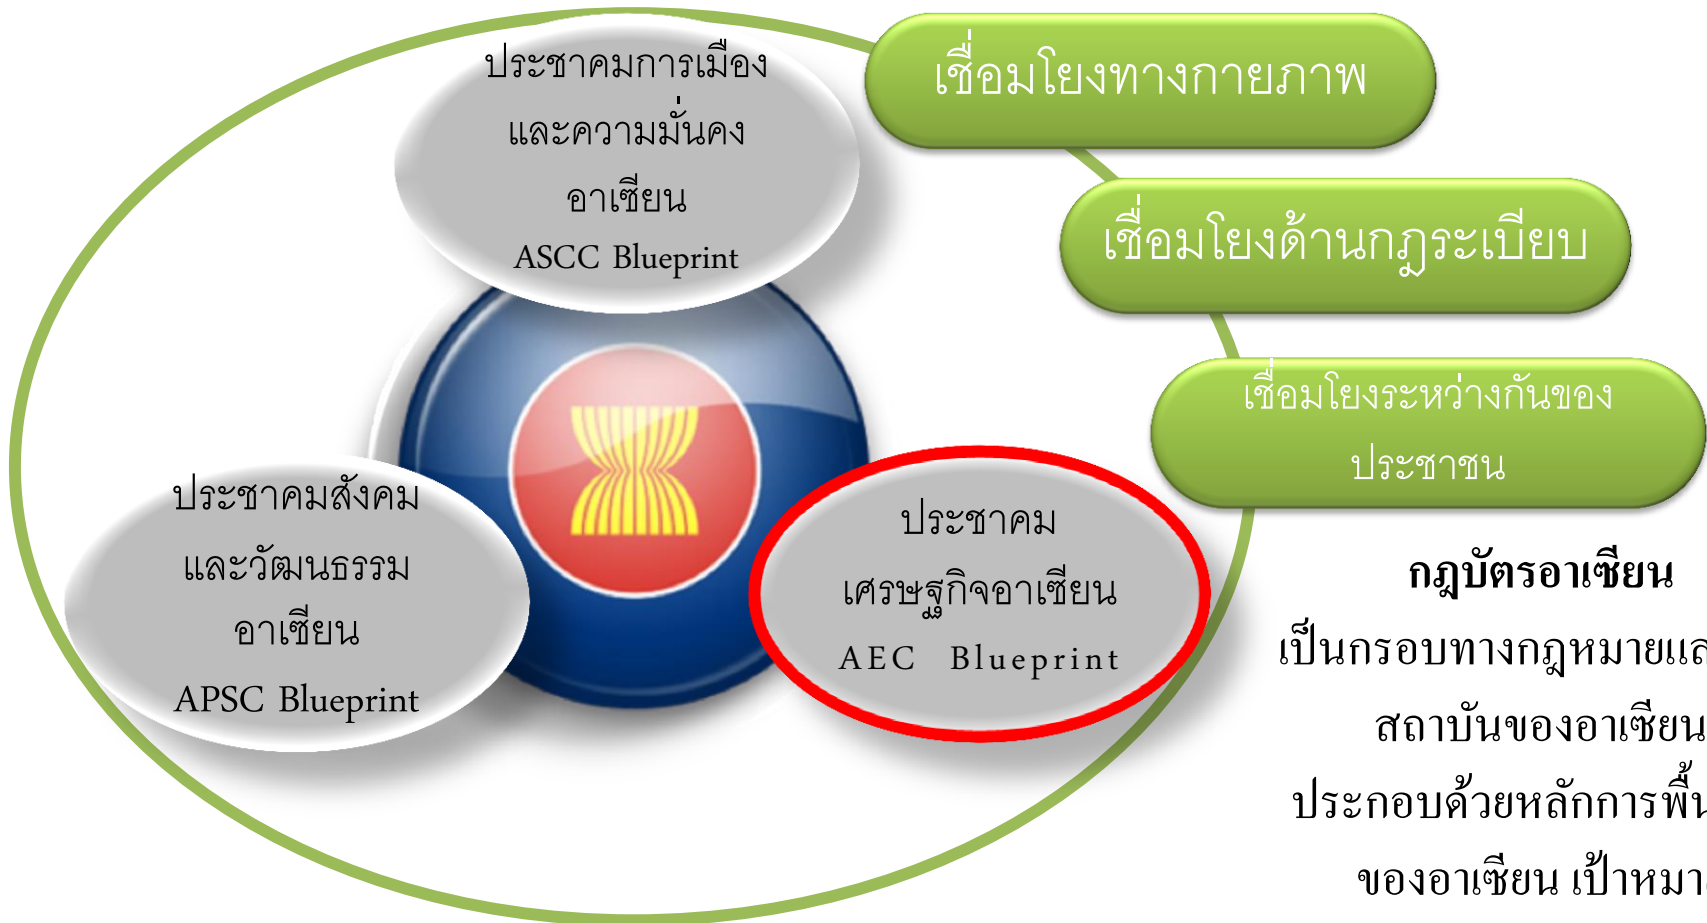 ประชาคมการเมือง
และความมั่นคง
อาเซียน
ASCC Blueprint
เชื่อมโยงทางกายภาพ
เชื่อมโยงด้านกฎระเบียบ
เชื่อมโยงระหว่างกันของ
ประชาชน
ประชาคมสังคม
และวัฒนธรรม
อาเซียน
APSC Blueprint
ประชาคม
เศรษฐกิจอาเซียน
AEC Blueprint
กฎบัตรอาเซียน
เป็นกรอบทางกฎหมายแล
สถาบันของอาเซียน
ประกอบด้วยหลักการพื้น
ของอาเซียน เป้าหมา